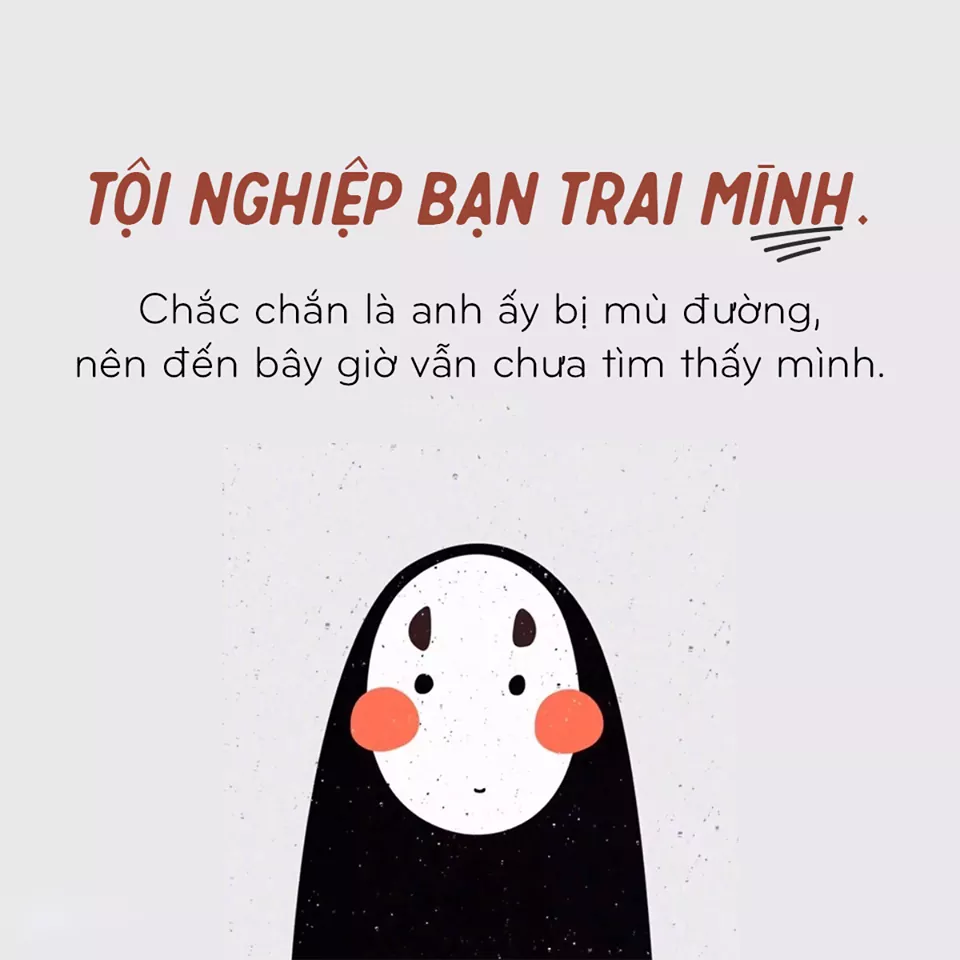 TỘI NGHIỆP BẠN TRAI MÌNH.
Chắc chắn là anh ấy bị mù đường,
nên đến bây giờ vẫn chưa tìm thấy mình.